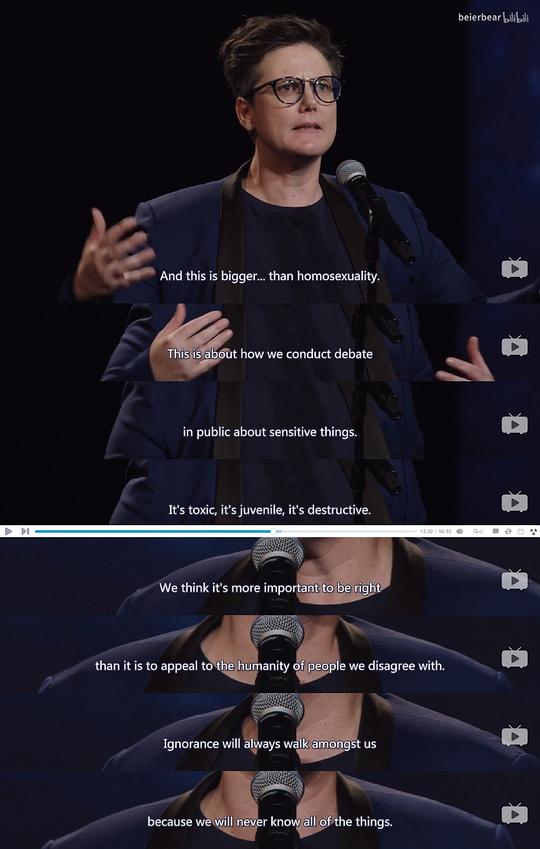 beierbear bilibili
And this is bigger... than homosexuality.
This is about how we conduct debate
in public about sensitive things.
It's toxic, it's juvenile, it's destructive.
We think it's more important to be right
than it is to appeal to the humanity of people we disagree with.
Ignorance will always walk amongst us
because we will never know all of the things.